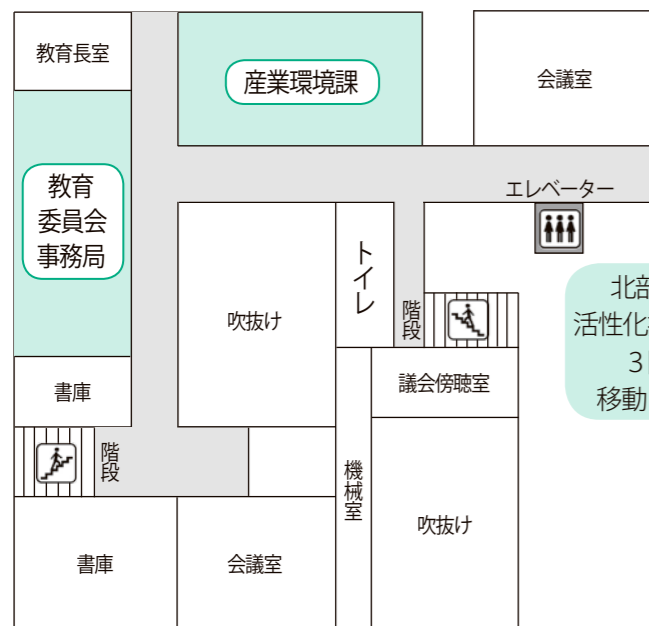 教育長室
産業環境課
会議室
教育
委員会
事務局
エレベーター
トイレ
吹抜け
階段
北部
活性化
3
移動
書庫
議会傍聴室
階段
機械室
吹抜け
書庫
会議室